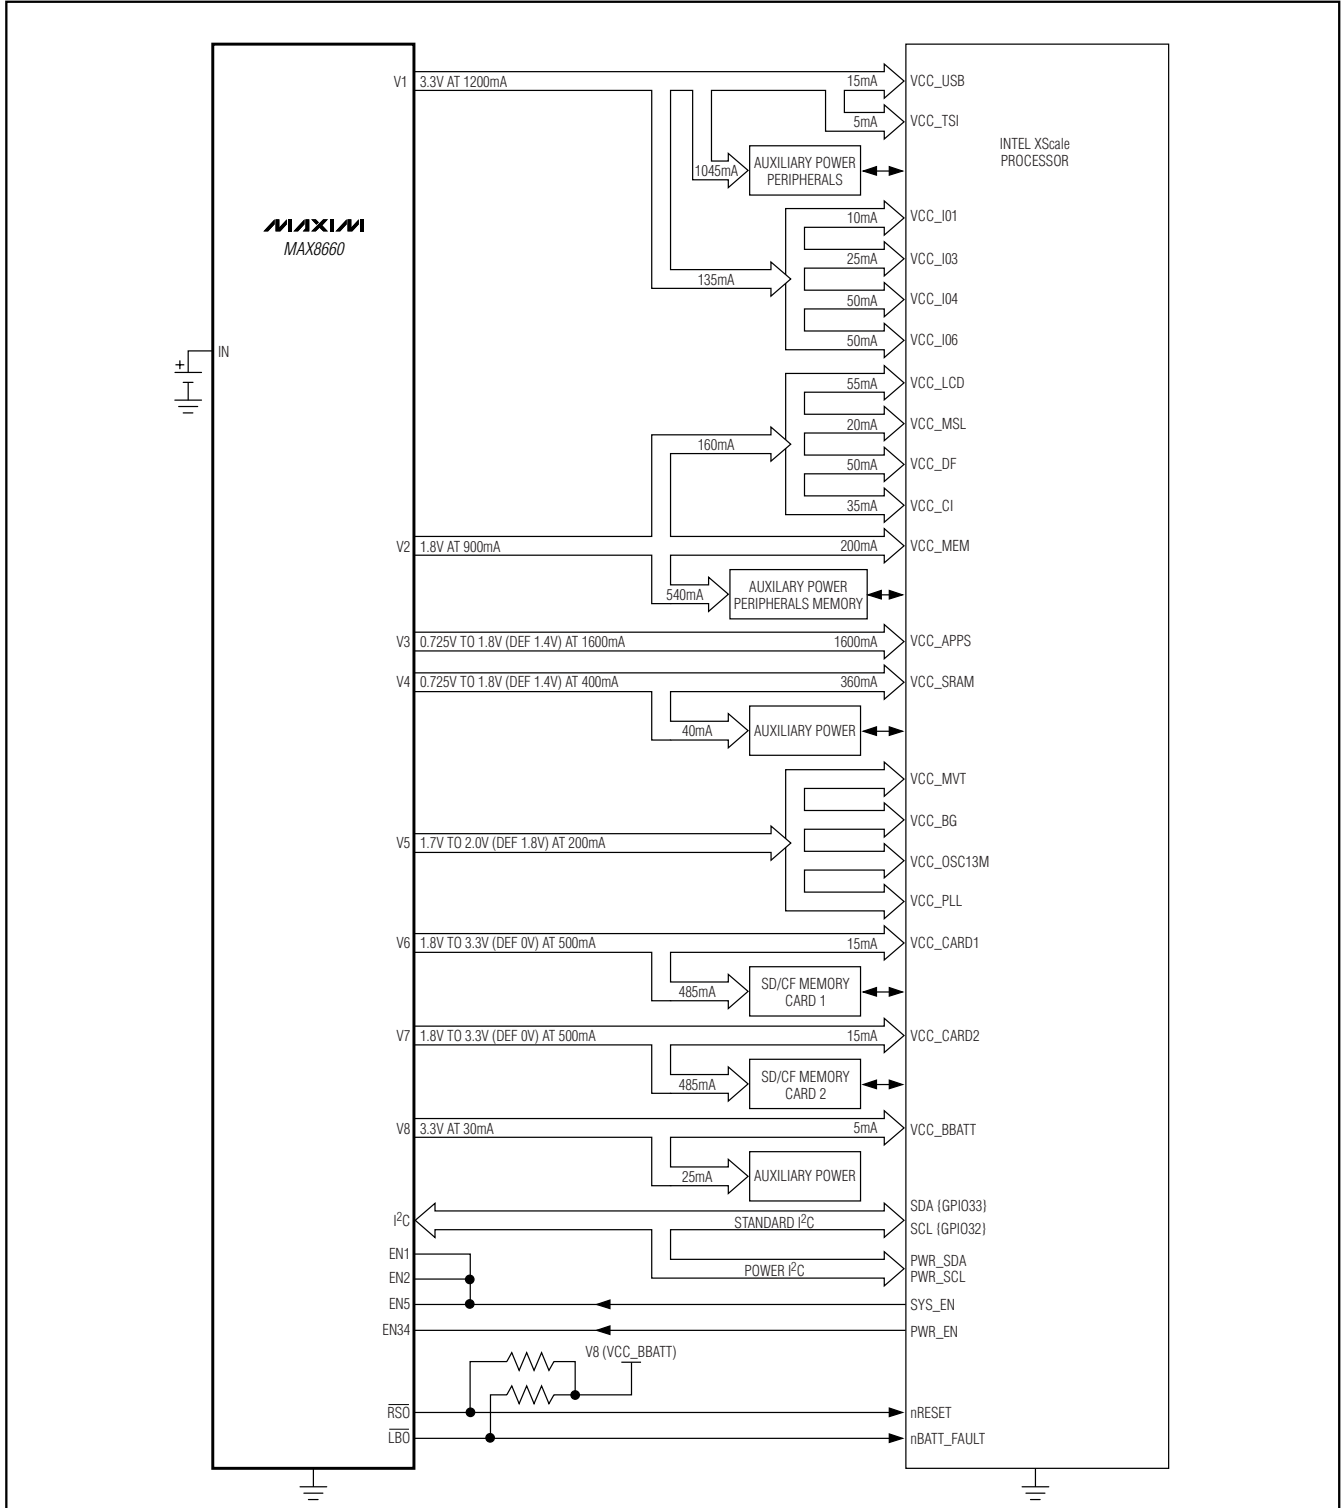 V1 3.3V AT 1200mA 15mA VCC_USB
5mA VCC_TSI
INTEL XScale
PROCESSOR
1045mA AUXILIARY POWER
PERIPHERALS
MAXIM
MAX8660
10mA VCC_I01
25mA VCC_I03
135mA
50mA VCC_I04
50mA VCC_I06
+
IN
55mA VCC_LCD
20mA VCC_MSL
160mA
50mA VCC_DF
35mA VCC_CI
V2 1.8V AT 900mA 200mA VCC_MEM
540mA AUXILARY POWER
PERIPHERALS MEMORY
V3 0.725V TO 1.8V (DEF 1.4V) AT 1600mA 1600mA VCC_APPS
V4 0.725V TO 1.8V (DEF 1.4V) AT 400mA 360mA VCC_SRAM
40mA AUXILIARY POWER
VCC_MVT
VCC_BG
V5 1.7V TO 2.0V (DEF 1.8V) AT 200mA
VCC_OSC13M
VCC_PLL
V6 1.8V TO 3.3V (DEF 0V) AT 500mA 15mA VCC_CARD1
485mA SD/CF MEMORY
CARD 1
V7 1.8V TO 3.3V (DEF 0V) AT 500mA 15mA VCC_CARD2
485mA SD/CF MEMORY
CARD 2
V8 3.3V AT 30mA 5mA VCC_BBATT
25mA AUXILIARY POWER
I²C STANDARD I²C SDA {GPIO33}
SCL {GPIO32}
EN1
POWER I²C PWR_SDA
PWR_SCL
EN2
EN5 SYS_EN
EN34 PWR_EN
V8 (VCC_BBATT)
RSO nRESET
LBO nBATT_FAULT